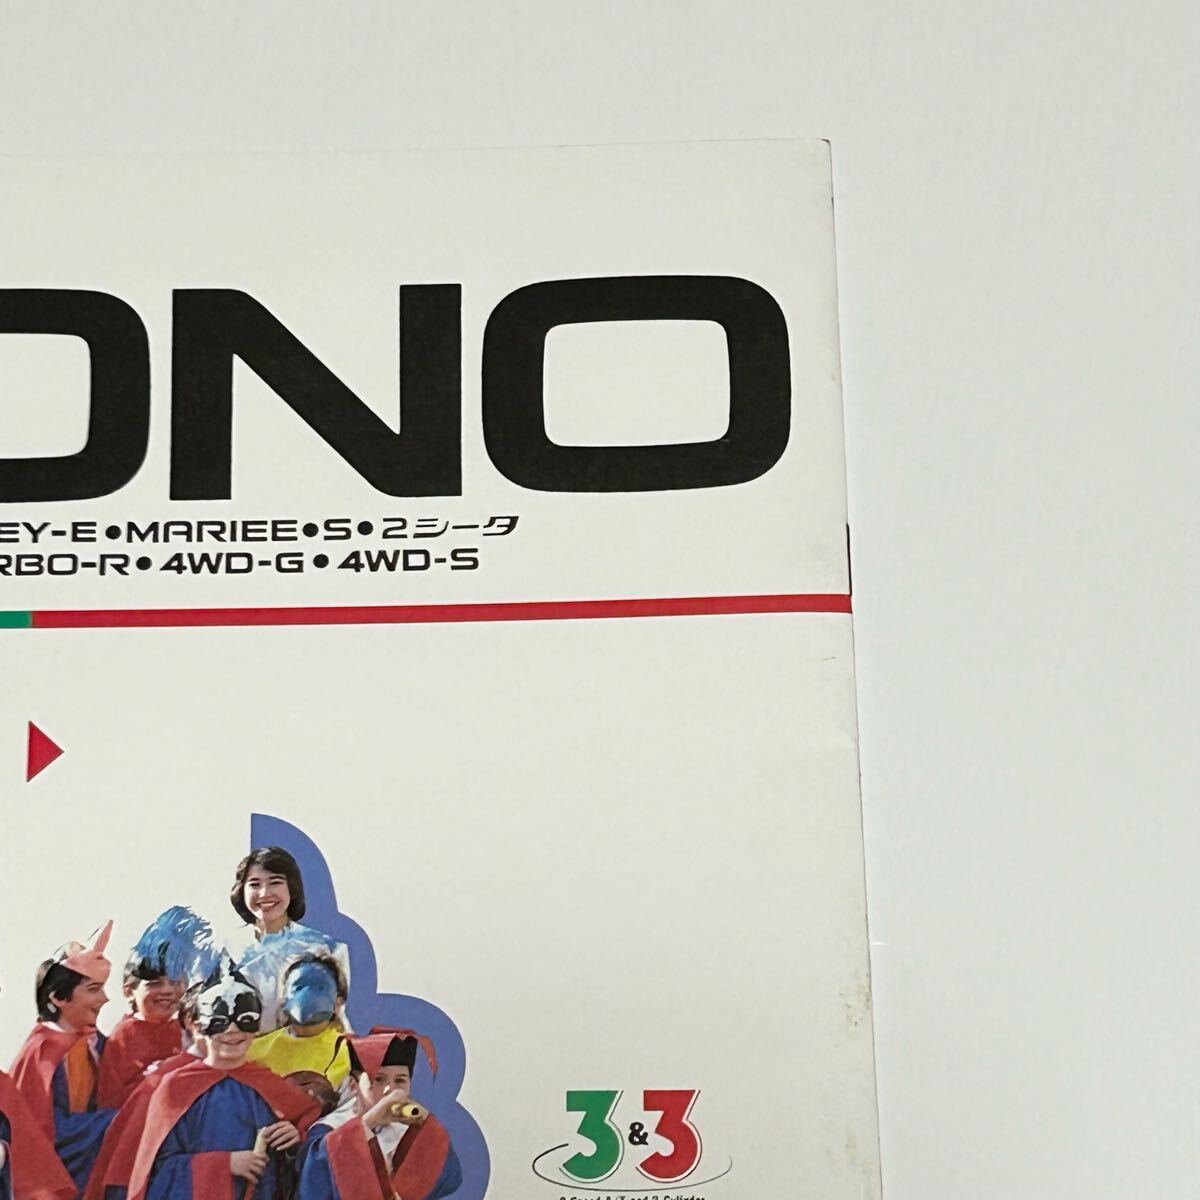 ONO
EY-E•MARIEE•S•2シータ
RBO-R•4WD-G•4WD-S
3&3